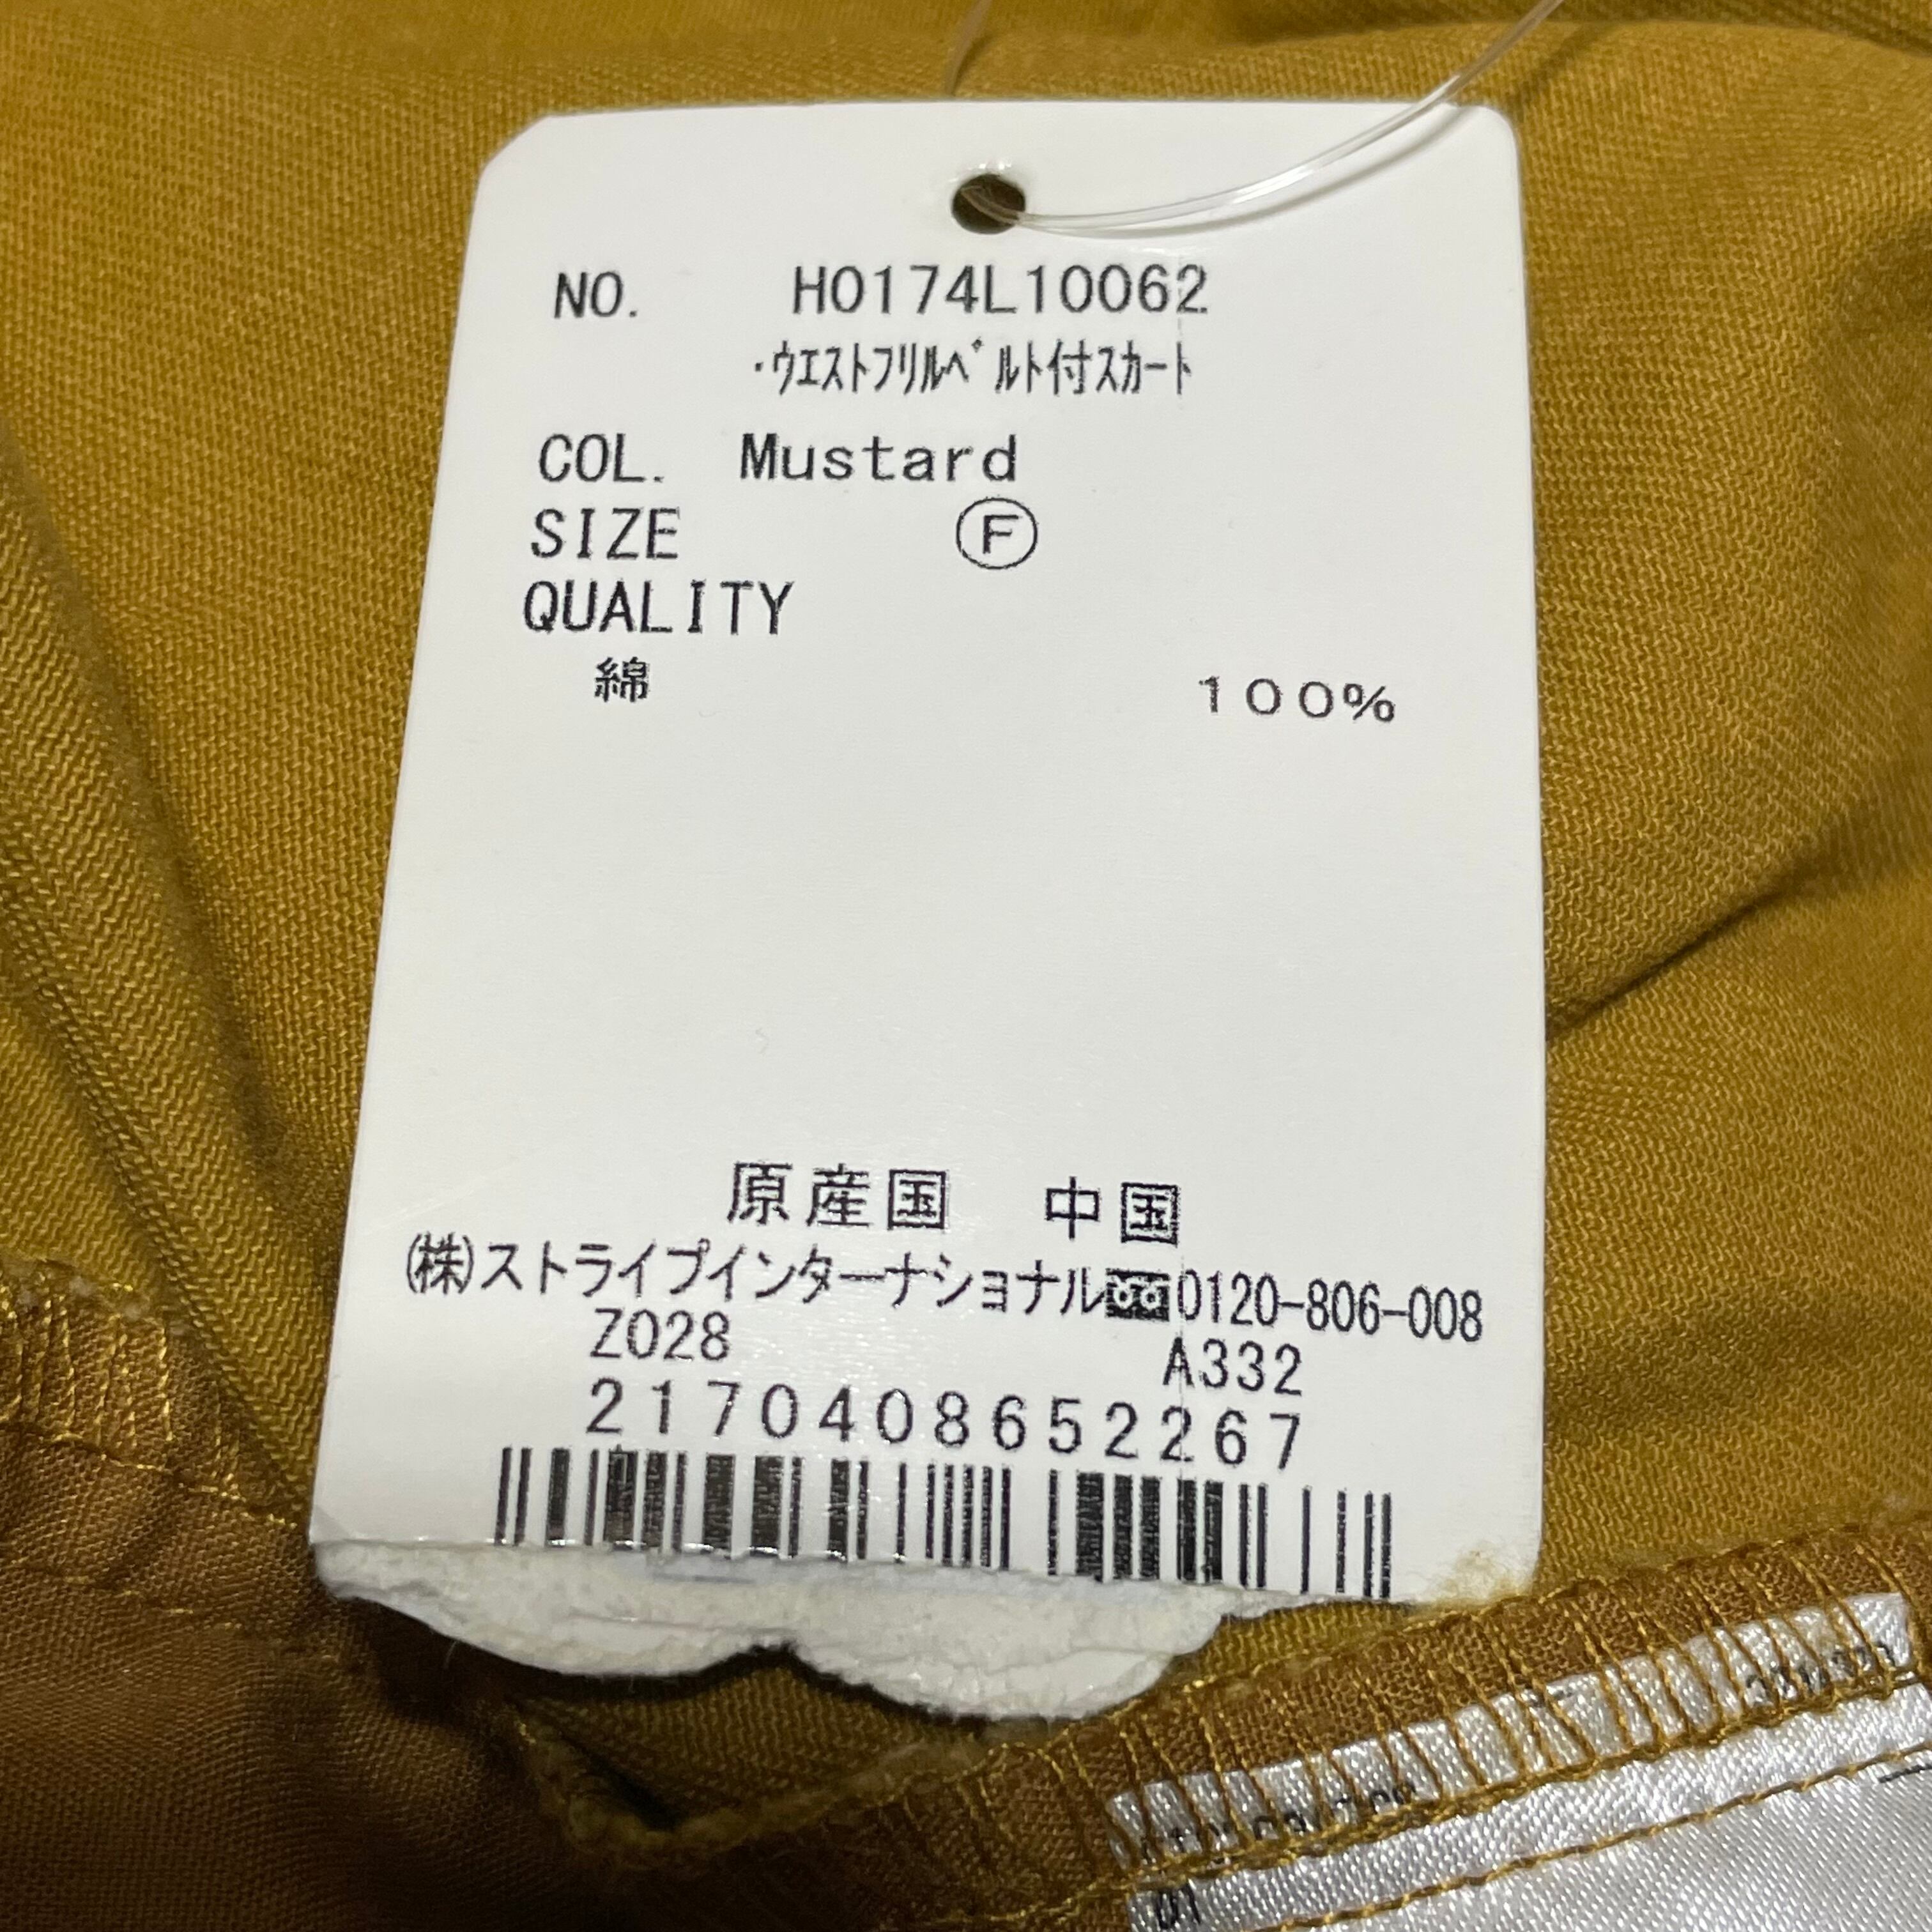 NO. H0174L10062
・ｳｴｽﾄﾌﾘﾙﾍﾞﾙﾄ付ｽｶｰﾄ
COL. Mustard
SIZE Ⓕ
QUALITY
綿 100%
原産国 中国
(株)ストライプインターナショナル 0120-806-008
Z028 A332
2170408652267
01